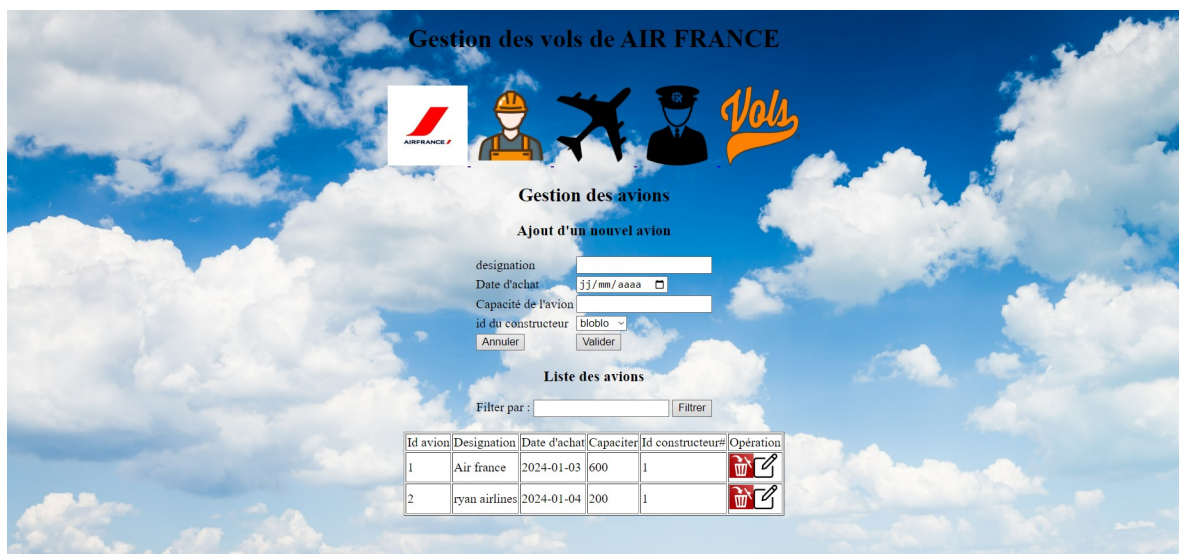 Gestion des vols de AIR FRANCE
AIRFRANCE Vols
Gestion des avions
Ajout d'un nouvel avion
designation
Date d'achat jj/mm/aaaa
Capacité de l'avion
id du constructeur bloblo
Annuler Valider
Liste des avions
Filter par : Filtrer
Id avion Designation Date d'achat Capaciter Id constructeur# Opération
1 Air france 2024-01-03 600 1
2 ryan airlines 2024-01-04 200 1